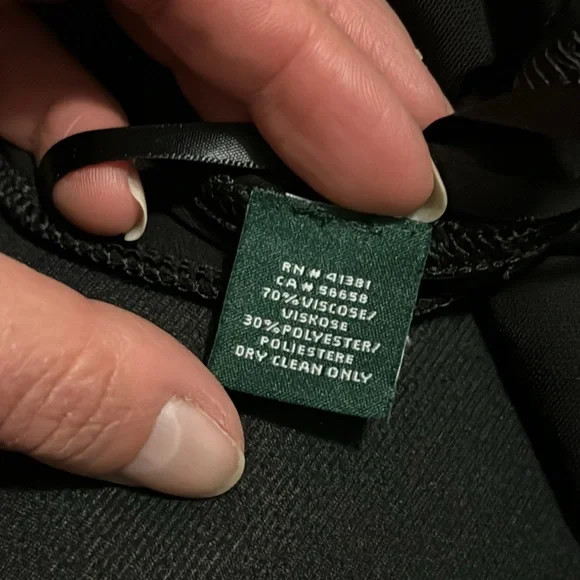 RN # 41381
CA # 56658
70% VISCOSE/
VISKOSE
30% POLYESTER/
POLIESTERE
DRY CLEAN ONLY